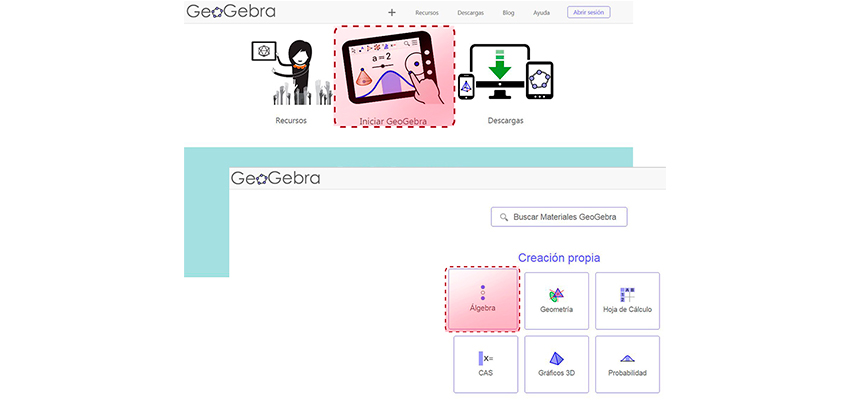 GeoGebra
+ Recursos Descargas Blog Ayuda Abrir sesión
a = 2
Recursos
Iniciar GeoGebra
Descargas
GeoGebra
Buscar Materiales GeoGebra
Creación propia
Álgebra
Geometría
Hoja de Cálculo
X=
CAS
Gráficos 3D
Probabilidad